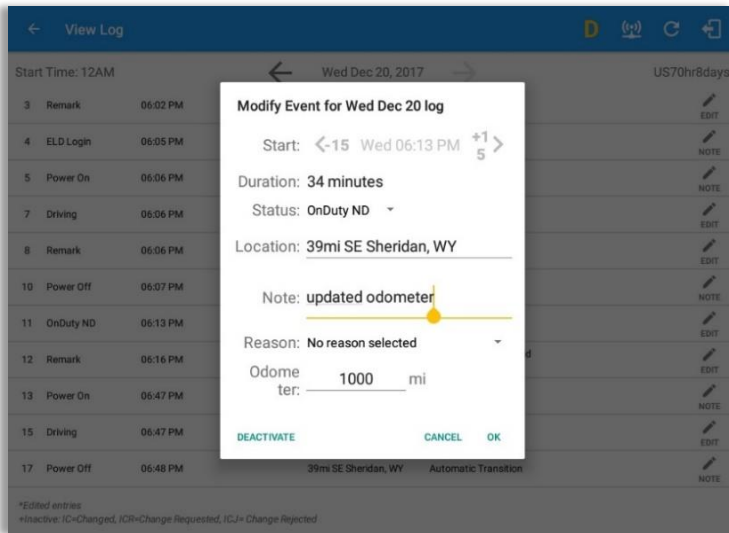 View Log
D
Start Time: 12AM
Wed Dec 20, 2017
US70hr8days
3 Remark 06:02 PM
EDIT
4 ELD Login 06:05 PM
NOTE
5 Power On 06:06 PM
NOTE
7 Driving 06:06 PM
EDIT
8 Remark 06:06 PM
EDIT
10 Power Off 06:07 PM
NOTE
11 OnDuty ND 06:13 PM
EDIT
12 Remark 06:16 PM
d
EDIT
13 Power On 06:47 PM
NOTE
15 Driving 06:47 PM
EDIT
17 Power Off 06:48 PM 39mi SE Sheridan, WY Automatic Transition
NOTE
*Edited entries
+Inactive: IC=Changed, ICR=Change Requested, ICJ= Change Rejected
Modify Event for Wed Dec 20 log
Start: -15 Wed 06:13 PM +1
5
Duration: 34 minutes
Status: OnDuty ND
Location: 39mi SE Sheridan, WY
Note: updated odometer
Reason: No reason selected
Odome
ter: 1000 mi
DEACTIVATE CANCEL OK